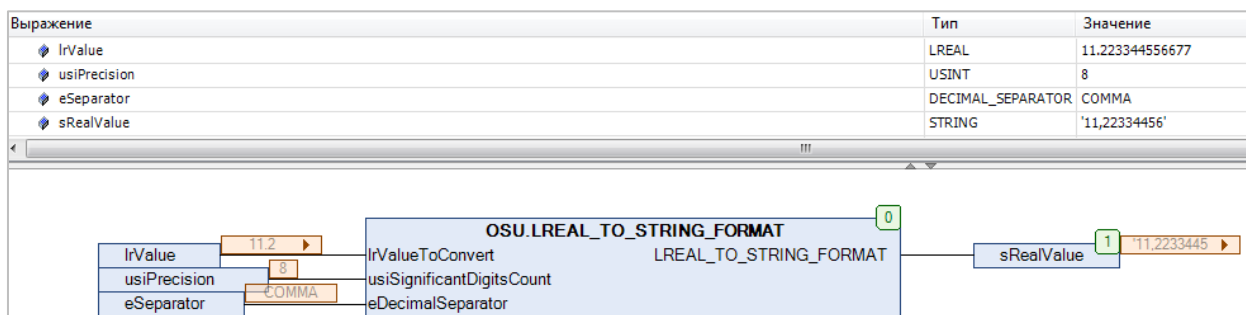 Выражение Тип Значение
lrValue LREAL 11.223344556677
usiPrecision USINT 8
eSeparator DECIMAL_SEPARATOR COMMA
sRealValue STRING '11,22334456'
0
OSU.LREAL_TO_STRING_FORMAT
lrValue 11.2 lrValueToConvert LREAL_TO_STRING_FORMAT sRealValue 1 '11,2233445
usiPrecision 8 usiSignificantDigitsCount
eSeparator COMMA eDecimalSeparator